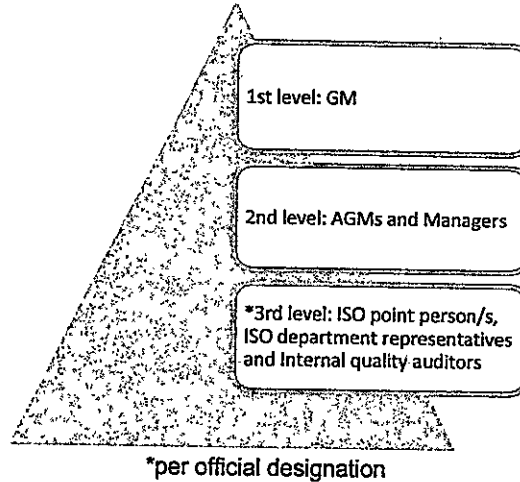 1st level: GM
2nd level: AGMs and Managers
*3rd level: ISO point person/s,
ISO department representatives
and Internal quality auditors
*per official designation